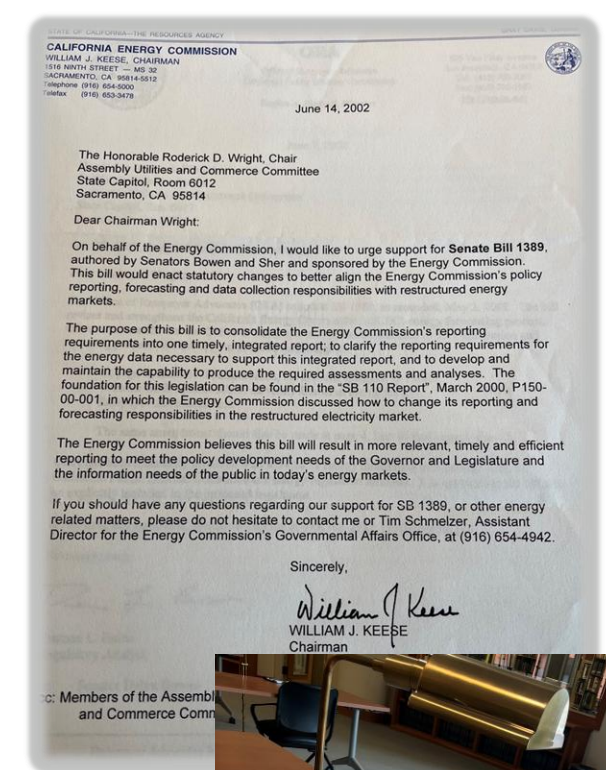 STATE OF CALIFORNIA—THE RESOURCES AGENCY
CALIFORNIA ENERGY COMMISSION
WILLIAM J. KEESE, CHAIRMAN
1516 NINTH STREET — MS 32
SACRAMENTO, CA 95814-5512
Telephone (916) 654-5000
Telefax (916) 653-3478
June 14, 2002
The Honorable Roderick D. Wright, Chair
Assembly Utilities and Commerce Committee
State Capitol, Room 6012
Sacramento, CA 95814
Dear Chairman Wright:
On behalf of the Energy Commission, I would like to urge support for Senate Bill 1389,
authored by Senators Bowen and Sher and sponsored by the Energy Commission.
This bill would enact statutory changes to better align the Energy Commission's policy
reporting, forecasting and data collection responsibilities with restructured energy
markets.
The purpose of this bill is to consolidate the Energy Commission's reporting
requirements into one timely, integrated report; to clarify the reporting requirements for
the energy data necessary to support this integrated report, and to develop and
maintain the capability to produce the required assessments and analyses. The
foundation for this legislation can be found in the "SB 110 Report", March 2000, P150-
00-001, in which the Energy Commission discussed how to change its reporting and
forecasting responsibilities in the restructured electricity market.
The Energy Commission believes this bill will result in more relevant, timely and efficient
reporting to meet the policy development needs of the Governor and Legislature and
the information needs of the public in today's energy markets.
If you should have any questions regarding our support for SB 1389, or other energy
related matters, please do not hesitate to contact me or Tim Schmelzer, Assistant
Director for the Energy Commission's Governmental Affairs Office, at (916) 654-4942.
Sincerely,
William J Keese
WILLIAM J. KEESE
Chairman
cc: Members of the Assembl
and Commerce Comm